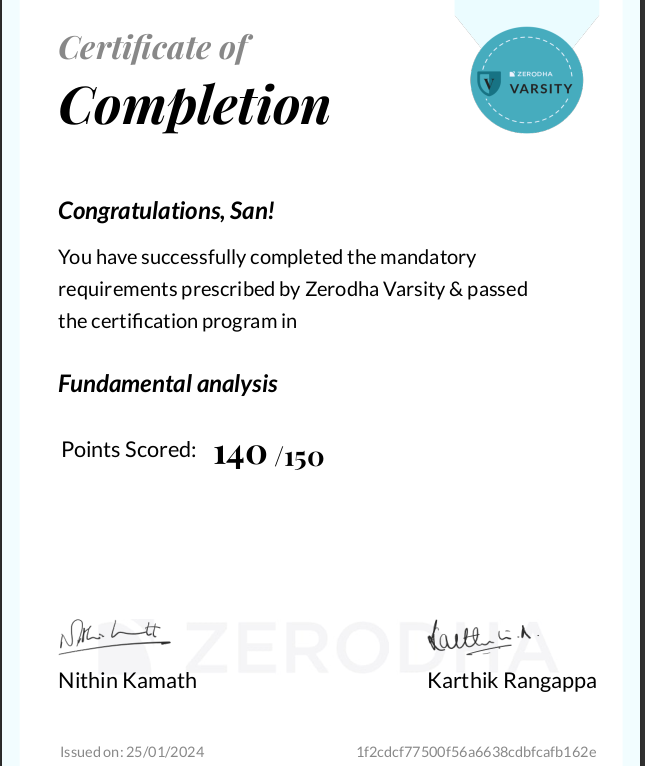 Certificate of
Completion
ZERODHA
VARSITY
Congratulations, San!
You have successfully completed the mandatory
requirements prescribed by Zerodha Varsity & passed
the certification program in
Fundamental analysis
Points Scored: 140 /150
ZERODHA
Nithin Kamath
Karthik Rangappa
Issued on: 25/01/2024
1f2cdcf77500f56a6638cdbfcafb162e